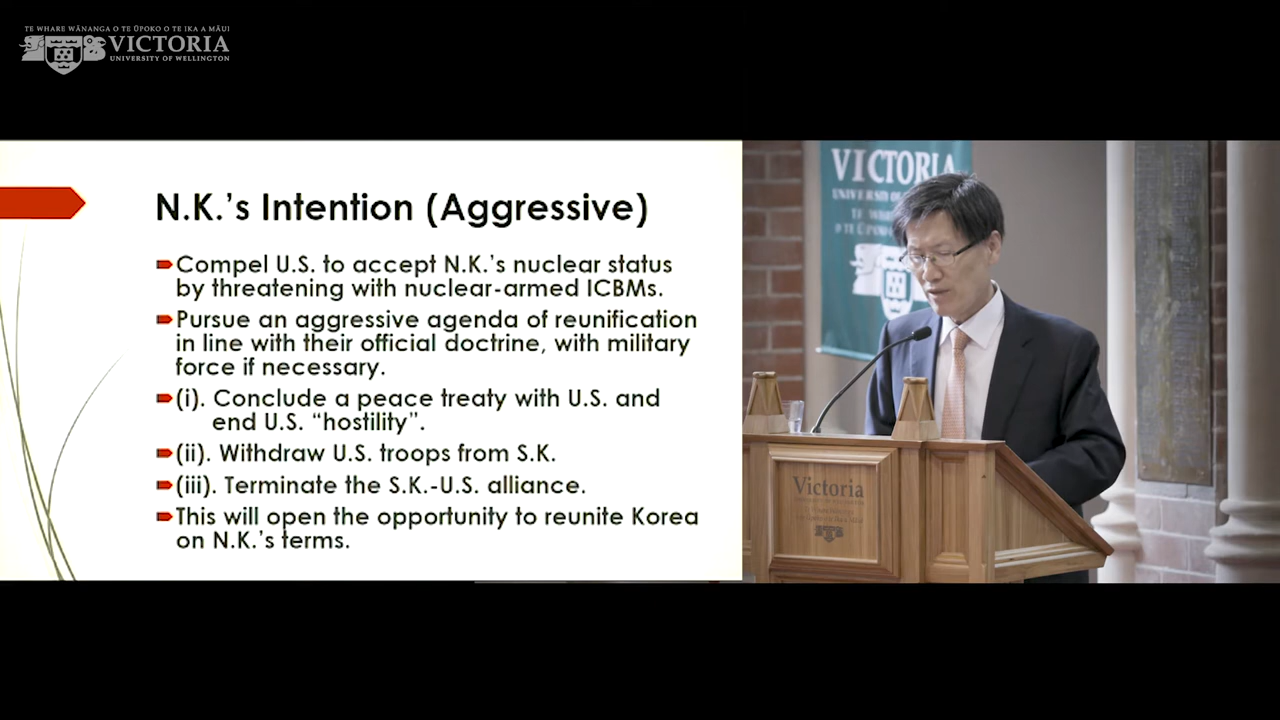 TE WHARE WĀNANGA O TE ŪPOKO O TE IKA A MĀUI
VICTORIA
UNIVERSITY OF WELLINGTON
N.K.'s Intention (Aggressive)
Compel U.S. to accept N.K.'s nuclear status
by threatening with nuclear-armed ICBMs.
Pursue an aggressive agenda of reunification
in line with their official doctrine, with military
force if necessary.
(i). Conclude a peace treaty with U.S. and
end U.S. “hostility”.
(ii). Withdraw U.S. troops from S.K.
(iii). Terminate the S.K.-U.S. alliance.
This will open the opportunity to reunite Korea
on N.K.'s terms.
VICTORIA
UNIVERSITY OF
Victoria